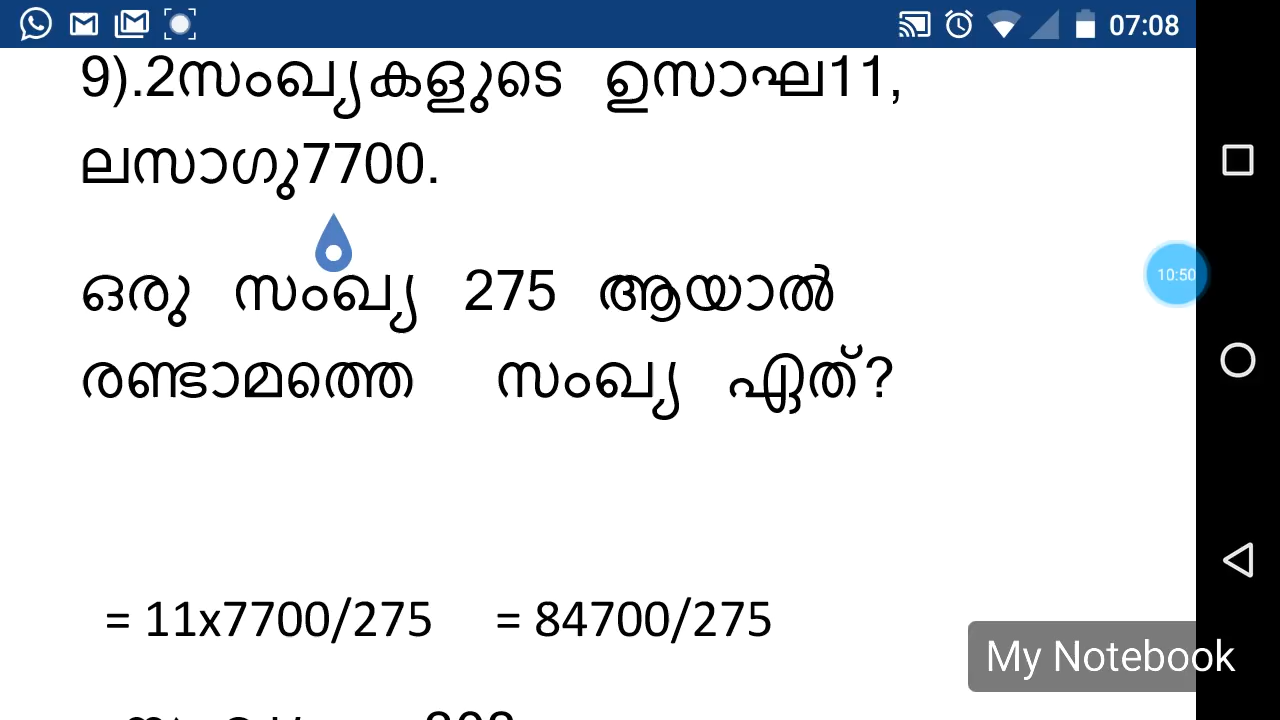 07:08
9).2സംഖ്യകളുടെ ഉസാഘ11,
ലസാഗു7700.
10:50
ഒരു സംഖ്യ 275 ആയാൽ
രണ്ടാമത്തെ സംഖ്യ ഏത്?
= 11x7700/275 = 84700/275
My Notebook